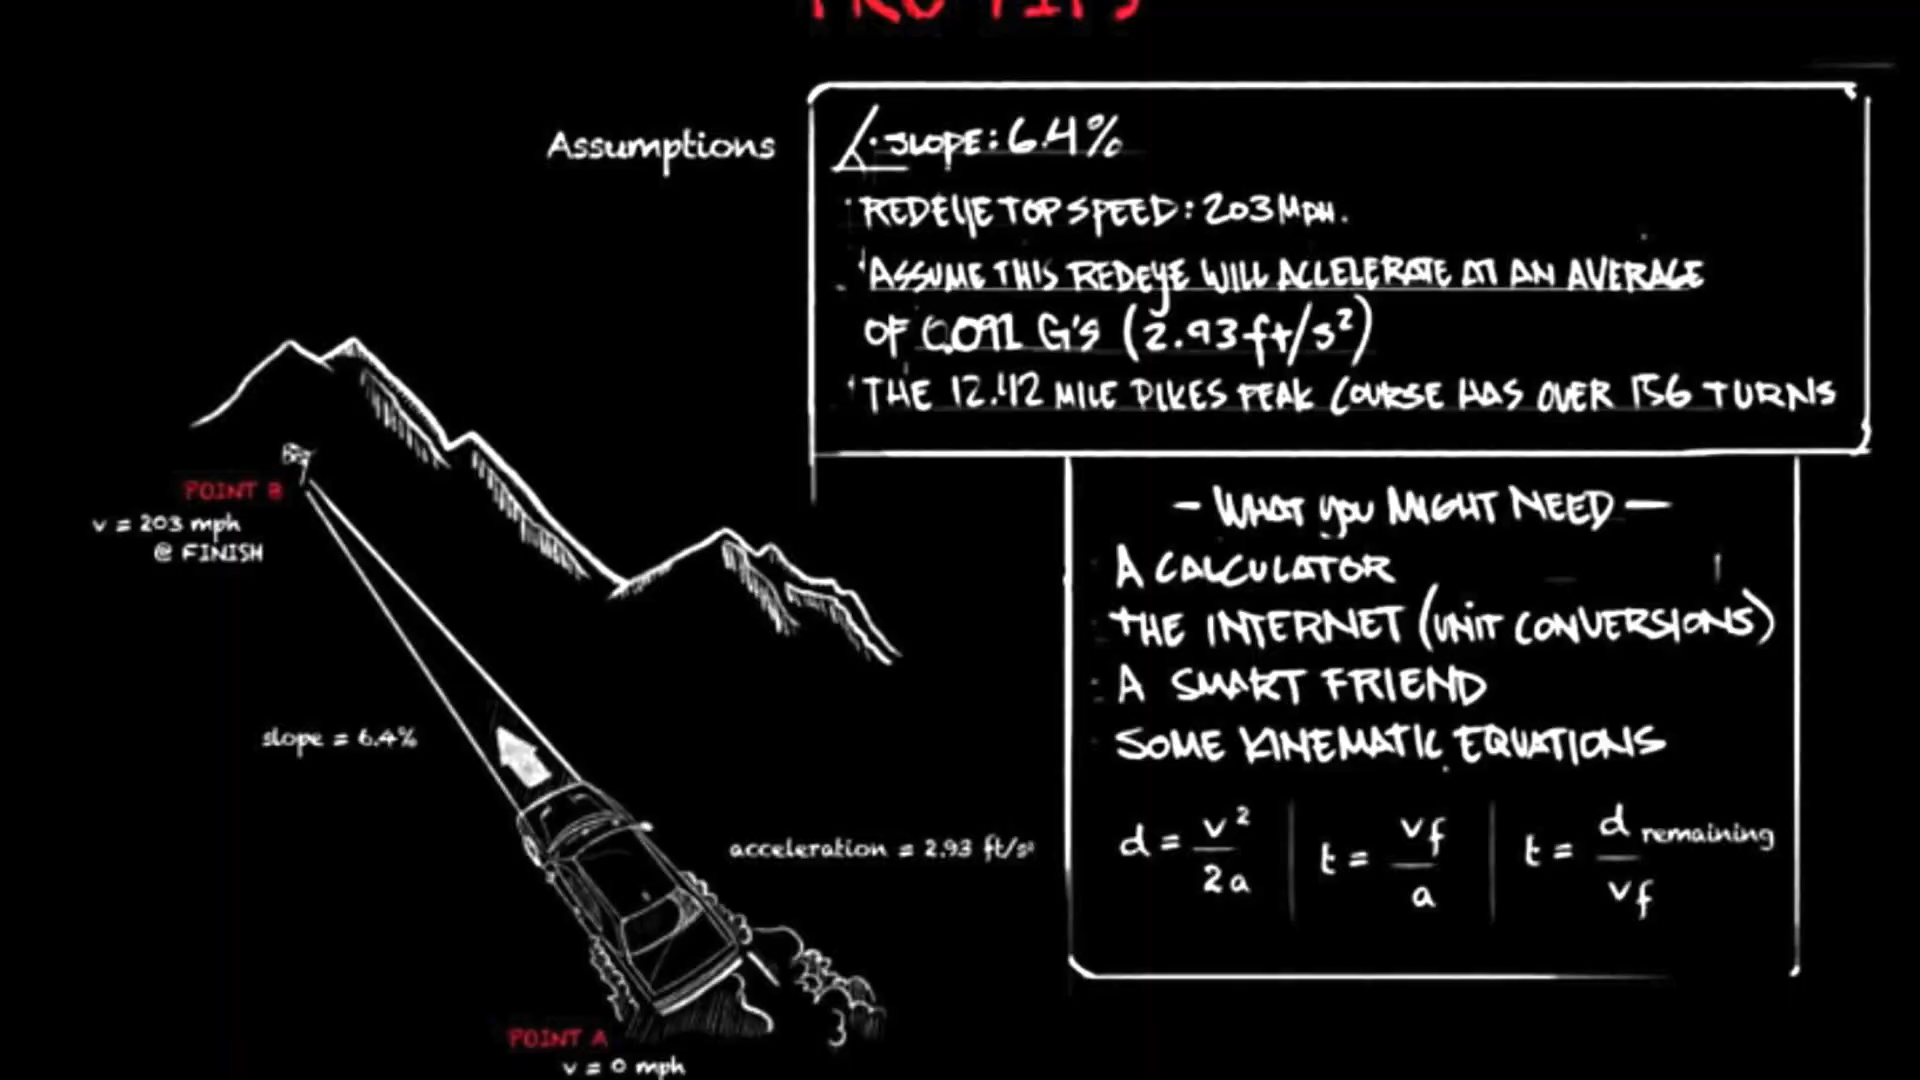 PRO TIPS
Assumptions
· SLOPE: 6.4%
· REDEYE TOP SPEED: 203 MPH.
· ASSUME THIS REDEYE WILL ACCELERATE AT AN AVERAGE
OF 0.091 G'S (2.93 ft/s²)
· THE 12.42 MILE PIKES PEAK COURSE HAS OVER 156 TURNS
POINT B
v = 203 mph
@ FINISH
slope = 6.4%
acceleration = 2.93 ft/s²
POINT A
v = 0 mph
- WHAT YOU MIGHT NEED -
A CALCULATOR
THE INTERNET (UNIT CONVERSIONS)
A SMART FRIEND
SOME KINEMATIC EQUATIONS
d = v² / 2a | t = vf / a | t = d remaining / vf